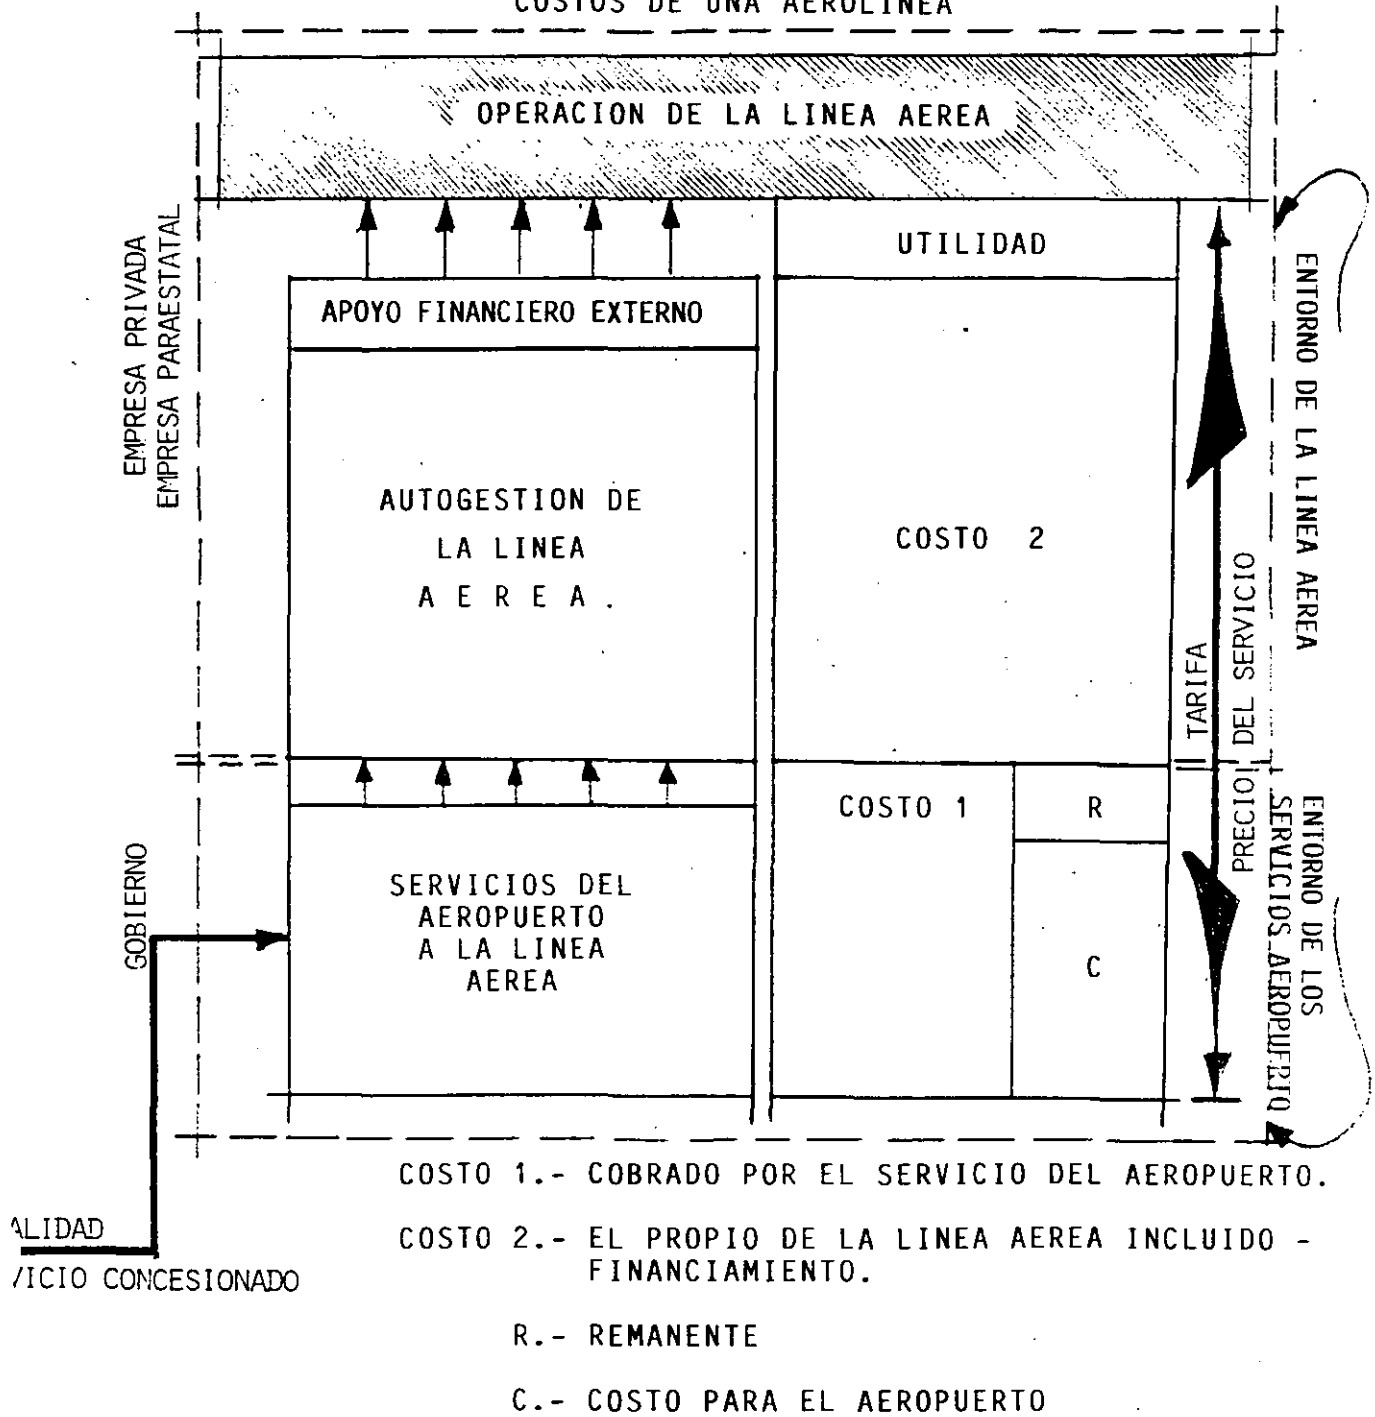 COSTOS DE UNA AEROLINEA
OPERACION DE LA LINEA AEREA
EMPRESA PRIVADA
EMPRESA PARAESTATAL
UTILIDAD
APOYO FINANCIERO EXTERNO
AUTOGESTION DE
LA LINEA
A E R E A .
COSTO 2
TARIFA
PRECIO DEL SERVICIO
ENTORNO DE LA LINEA AEREA
COSTO 1
R
C
GOBIERNO
SERVICIOS DEL
AEROPUERTO
A LA LINEA
AEREA
ENTORNO DE LOS
SERVICIOS AEROPUERTO
COSTO 1.- COBRADO POR EL SERVICIO DEL AEROPUERTO.
ALIDAD
VICIO CONCESIONADO
COSTO 2.- EL PROPIO DE LA LINEA AEREA INCLUIDO -
FINANCIAMIENTO.
R.- REMANENTE
C.- COSTO PARA EL AEROPUERTO